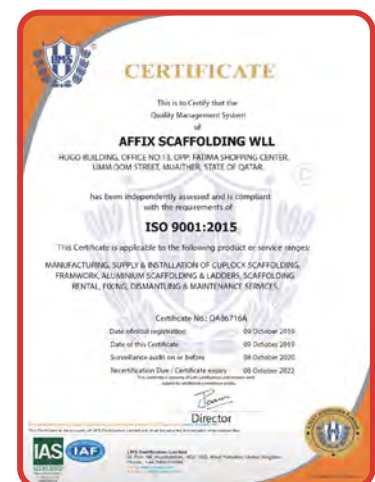 UMS
CERTIFICATE
This is to Certify that the
Quality Management System
of
AFFIX SCAFFOLDING WLL
HUGO BUILDING, OFFICE NO:13, OPP; FATIMA SHOPPING CENTER,
UMM DOM STREET, MUAITHER, STATE OF QATAR.
has been independently assessed and is compliant
with the requirements of:
ISO 9001:2015
This Certificate is applicable to the following product or service ranges:
MANUFACTURING, SUPPLY & INSTALLATION OF CUPLOCK SCAFFOLDING,
FRAMWORK, ALUMINIUM SCAFFOLDING & LADDERS, SCAFFOLDING
RENTAL, FIXING, DISMANTLING & MAINTENANCE SERVICES.
Certificate No.: QA86716A
Date of initial registration 09 October 2019
Date of this Certificate 09 October 2019
Surveillance audit on or before 08 October 2020
Recertification Due / Certificate expiry 08 October 2022
Director
IAS
IAF